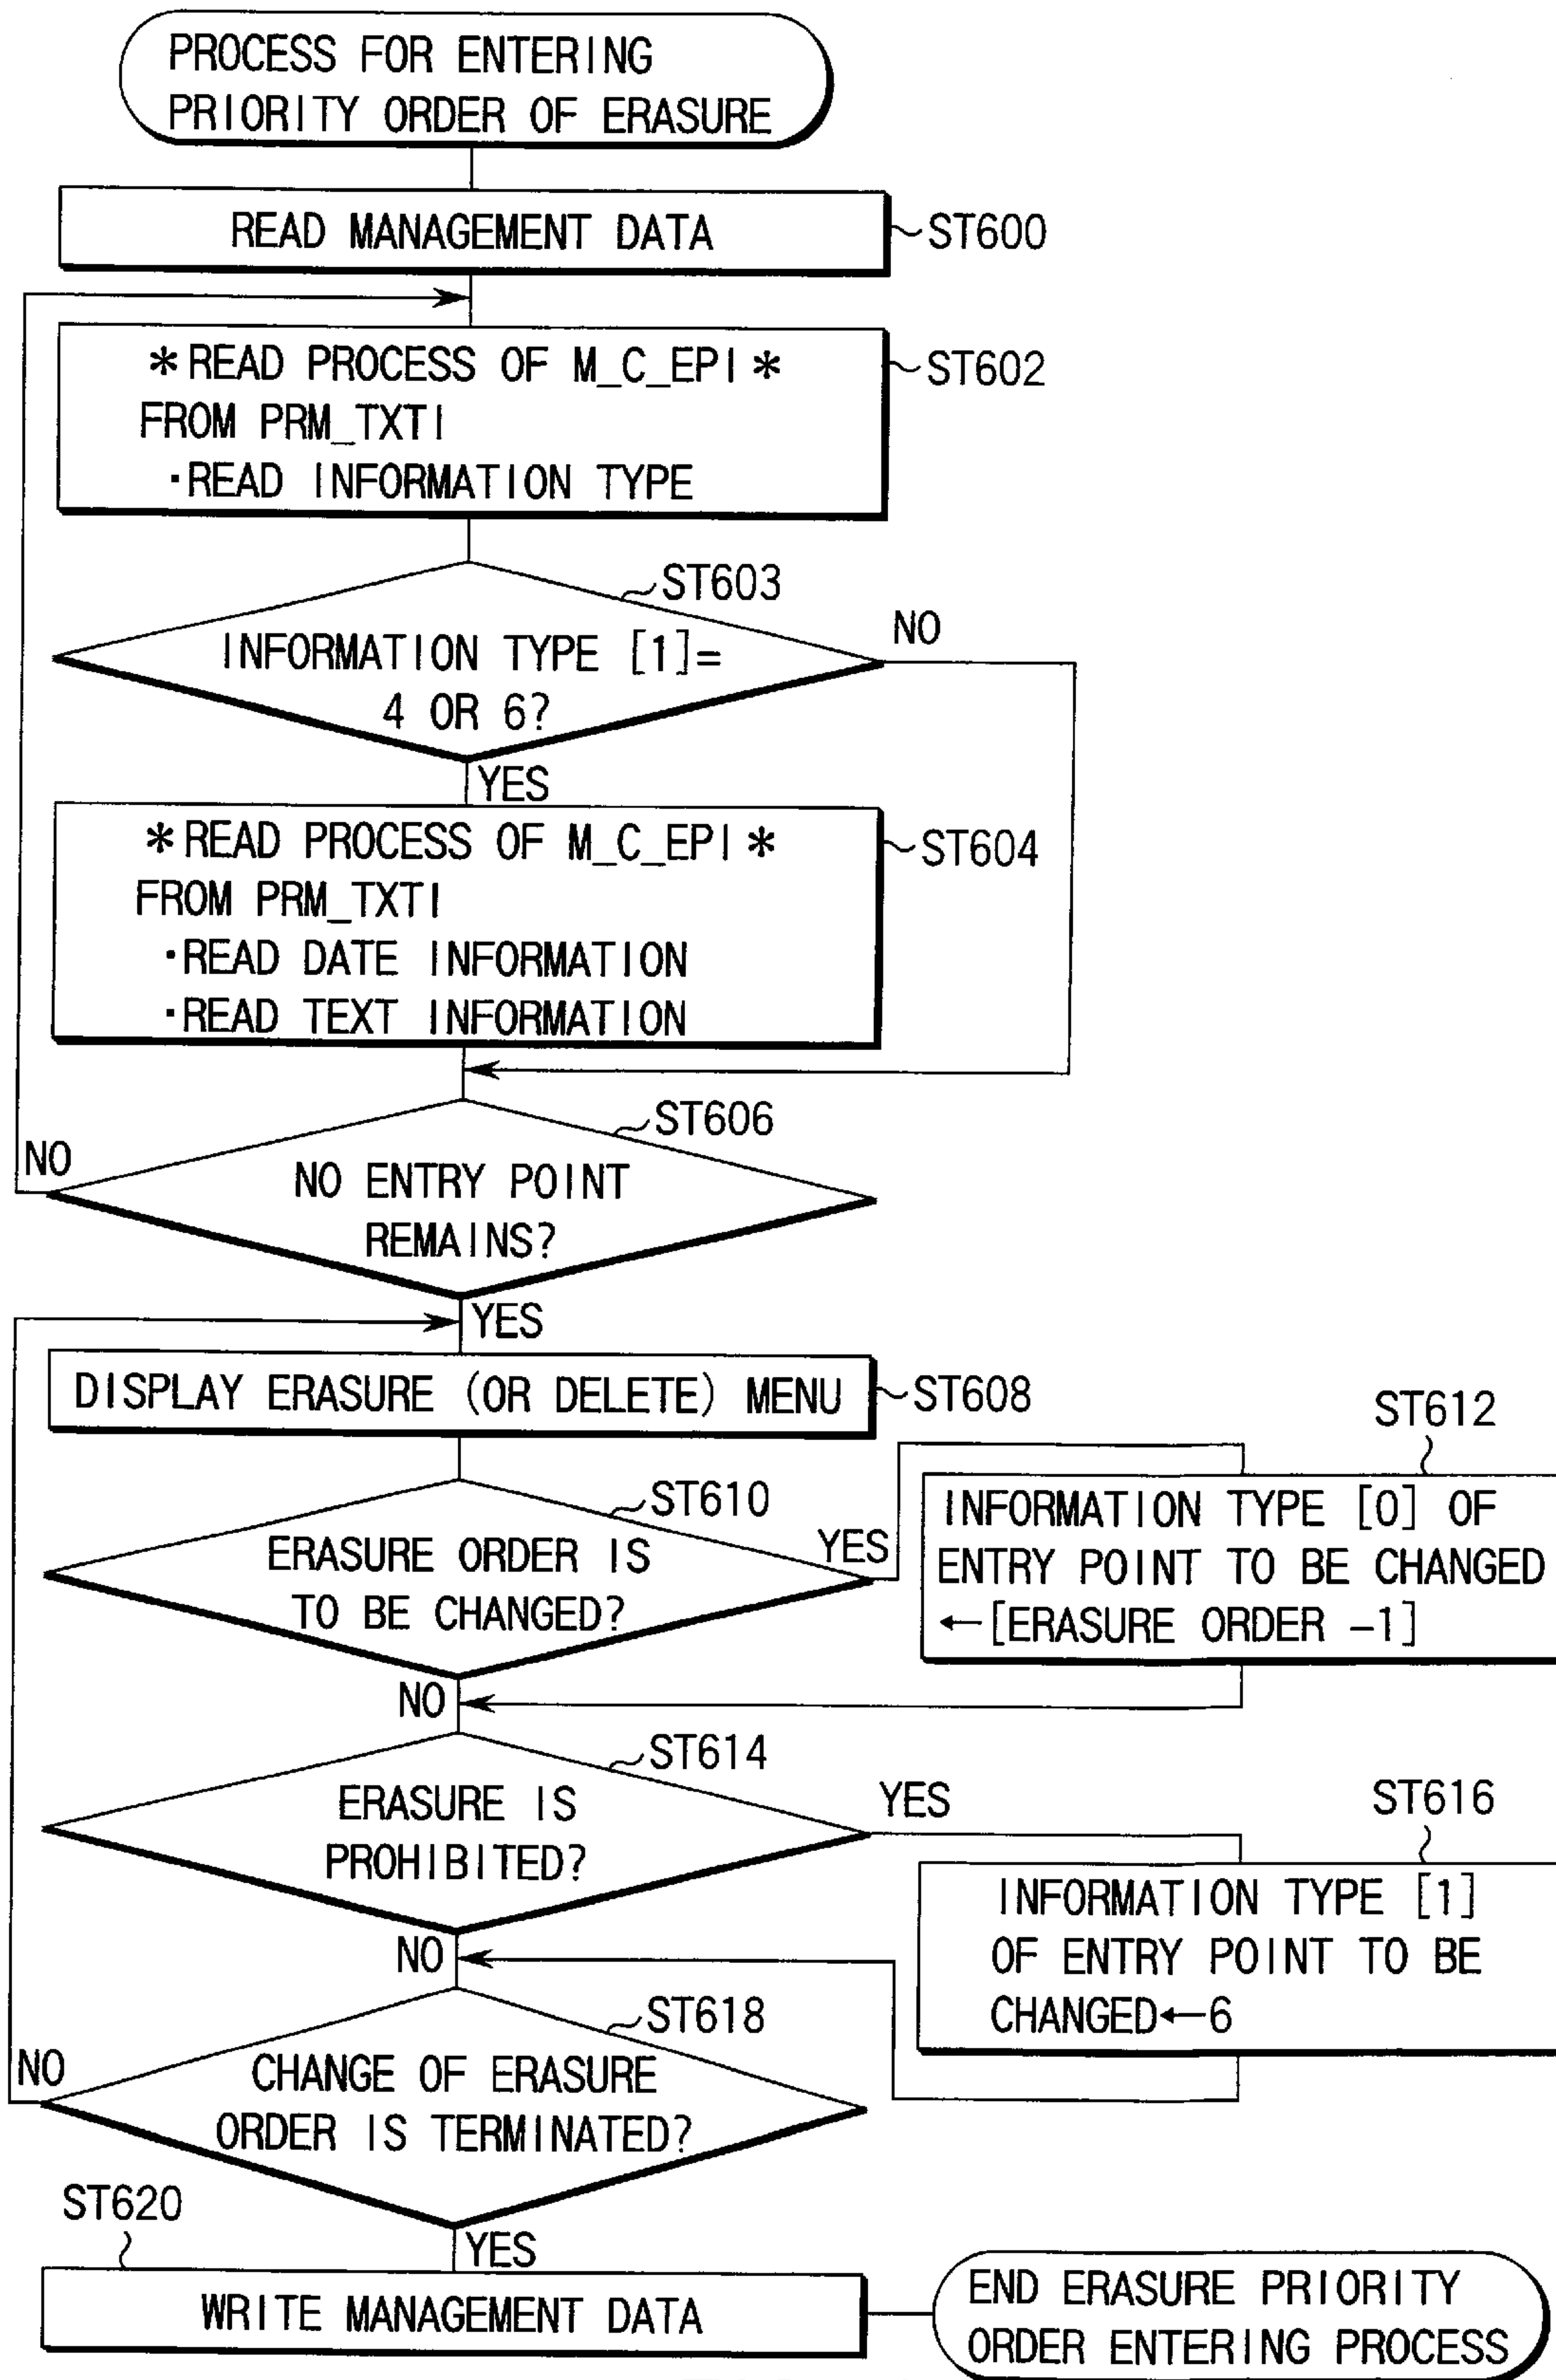 PROCESS FOR ENTERING
PRIORITY ORDER OF ERASURE
READ MANAGEMENT DATA
ST600
*READ PROCESS OF M_C_EPI*
FROM PRM_TXTI
·READ INFORMATION TYPE
ST602
ST603
INFORMATION TYPE [1]=
4 OR 6?
NO
YES
*READ PROCESS OF M_C_EPI*
FROM PRM_TXTI
·READ DATE INFORMATION
·READ TEXT INFORMATION
ST604
ST606
NO
NO ENTRY POINT
REMAINS?
YES
DISPLAY ERASURE (OR DELETE) MENU
ST608
ST610
ERASURE ORDER IS
TO BE CHANGED?
YES
ST612
INFORMATION TYPE [0] OF
ENTRY POINT TO BE CHANGED
←[ERASURE ORDER -1]
NO
ST614
ERASURE IS
PROHIBITED?
YES
ST616
INFORMATION TYPE [1]
OF ENTRY POINT TO BE
CHANGED←6
NO
ST618
NO
CHANGE OF ERASURE
ORDER IS TERMINATED?
YES
ST620
WRITE MANAGEMENT DATA
END ERASURE PRIORITY
ORDER ENTERING PROCESS